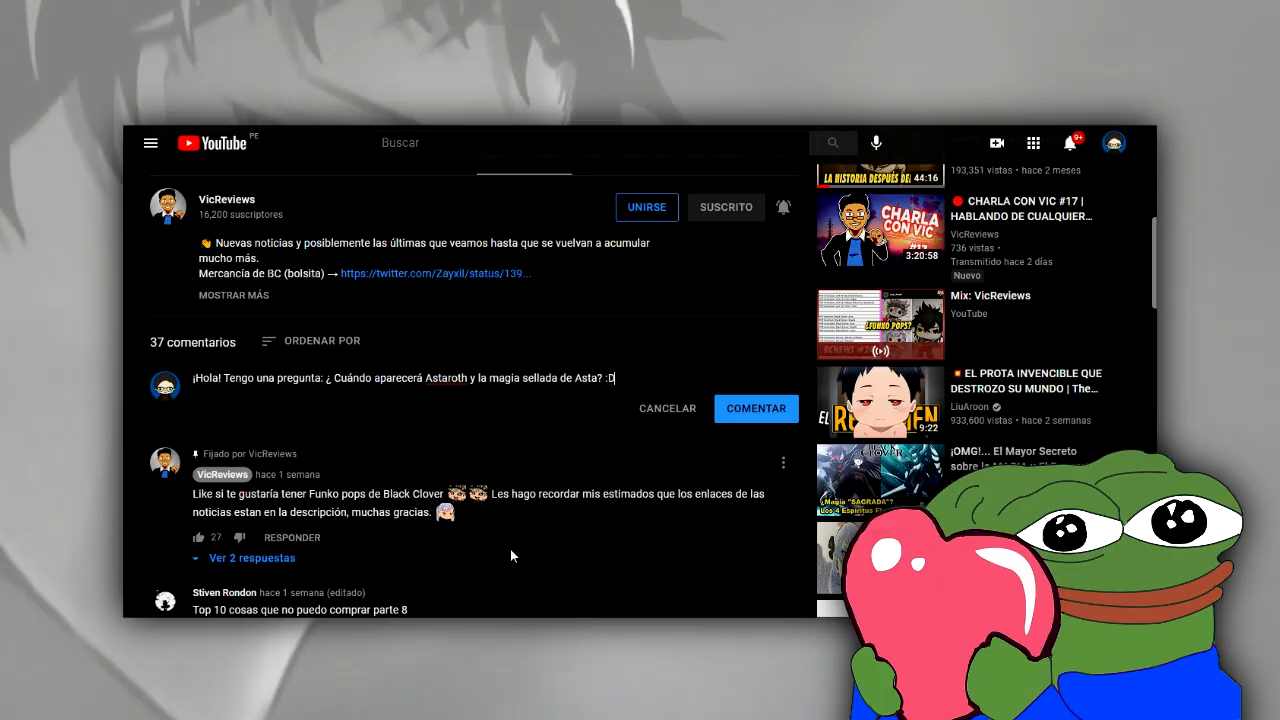 YouTube PE
Buscar
9+
VicReviews
16,200 suscriptores
UNIRSE
SUSCRITO
👋 Nuevas noticias y posiblemente las últimas que veamos hasta que se vuelvan a acumular
mucho más.
Mercancía de BC (bolsita) → https://twitter.com/Zayxil/status/139...
MOSTRAR MÁS
37 comentarios
ORDENAR POR
¡Hola! Tengo una pregunta: ¿ Cuándo aparecerá Astaroth y la magia sellada de Asta? :D
CANCELAR
COMENTAR
Fijado por VicReviews
VicReviews hace 1 semana
Like si te gustaría tener Funko pops de Black Clover Les hago recordar mis estimados que los enlaces de las
noticias estan en la descripción, muchas gracias.
27
RESPONDER
Ver 2 respuestas
Stiven Rondon hace 1 semana (editado)
Top 10 cosas que no puedo comprar parte 8
LA HISTORIA DESPUÉS DE
44:16
193,351 vistas • hace 2 meses
CHARLA
CON VIC
#17
3:20:58
🔴 CHARLA CON VIC #17 |
HABLANDO DE CUALQUIER...
VicReviews
736 vistas •
Transmitido hace 2 días
Nuevo
¿FUNKO POPS?
Mix: VicReviews
YouTube
9:22
💥 EL PROTA INVENCIBLE QUE
DESTROZO SU MUNDO | The...
LiuAroon
933,600 vistas • hace 2 semanas
¿Magia "SAGRADA"?
¡OMG!... El Mayor Secreto